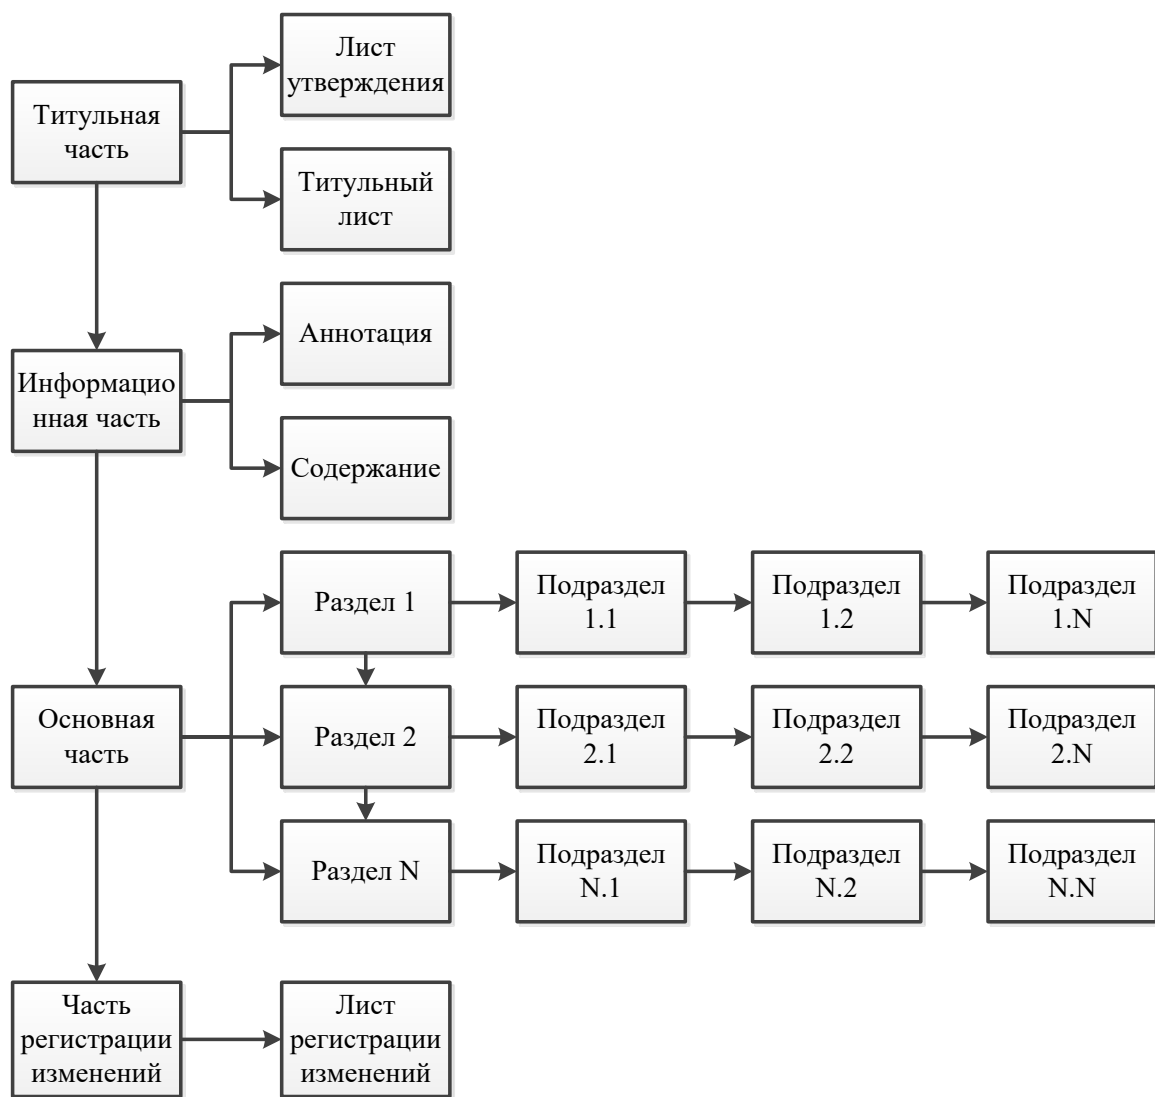 Лист
утверждения
Титульная
часть
Титульный
лист
Аннотация
Информацио
нная часть
Содержание
Раздел 1
Подраздел
1.1
Подраздел
1.2
Подраздел
1.N
Основная
часть
Раздел 2
Подраздел
2.1
Подраздел
2.2
Подраздел
2.N
Раздел N
Подраздел
N.1
Подраздел
N.2
Подраздел
N.N
Часть
регистрации
изменений
Лист
регистрации
изменений